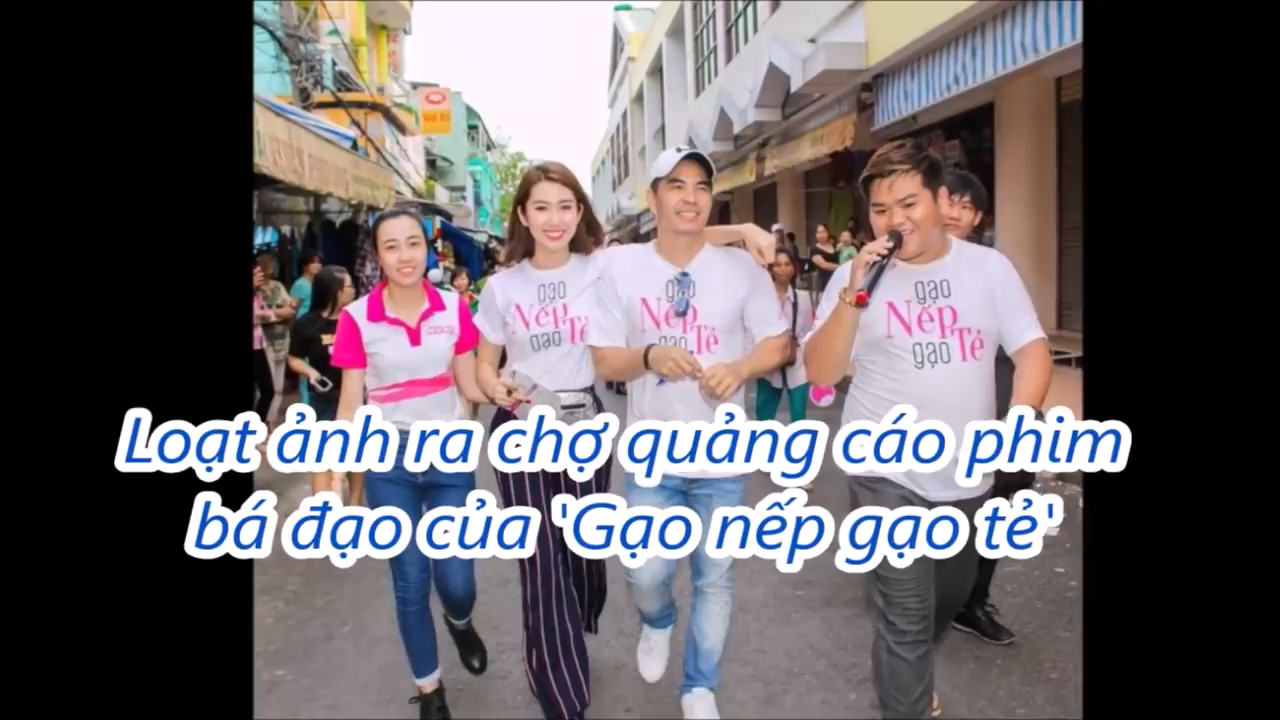 gạo
Nếp
gạo Tẻ
gạo
Nếp
gạo Tẻ
gạo
Nếp
gạo Tẻ
Loạt ảnh ra chợ quảng cáo phim
bá đạo của 'Gạo nếp gạo tẻ'